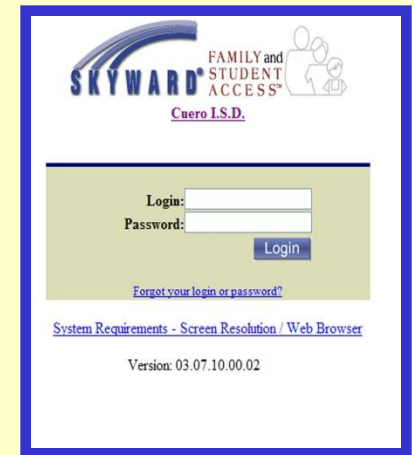 SKYWARD® FAMILY and
STUDENT
ACCESS™
Cuero I.S.D.
Login:
Password:
Login
Forgot your login or password?
System Requirements - Screen Resolution / Web Browser
Version: 03.07.10.00.02